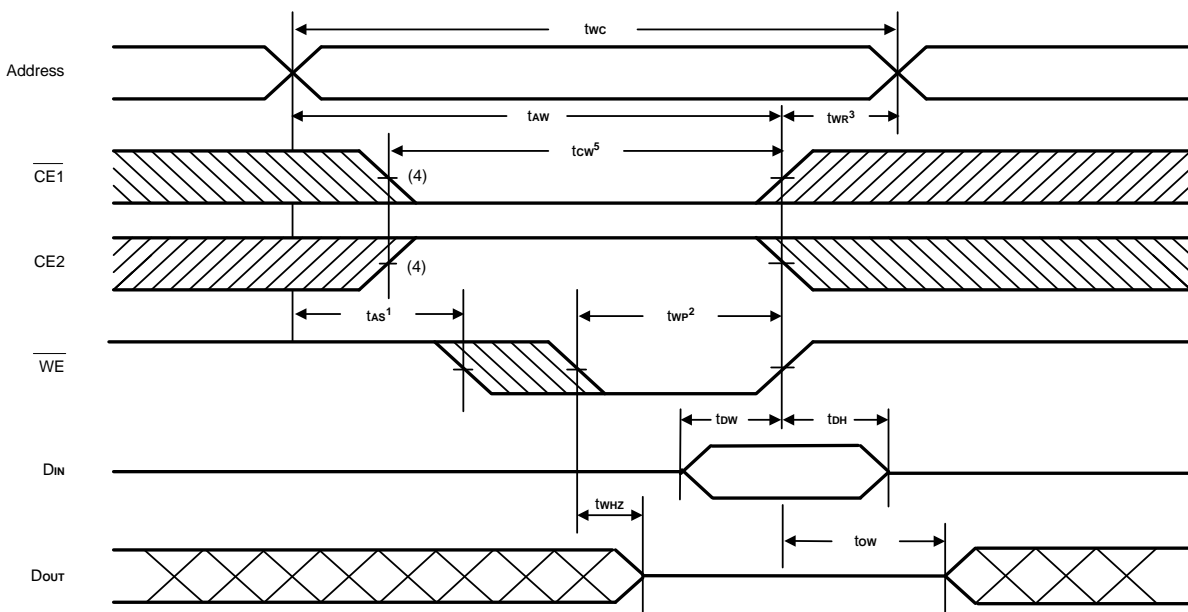 tWC
Address
tAW
tWR³
tCW⁵
CE1
(4)
CE2
(4)
tAS¹
tWP²
WE
tDW
tDH
DIN
tWHZ
tOW
DOUT